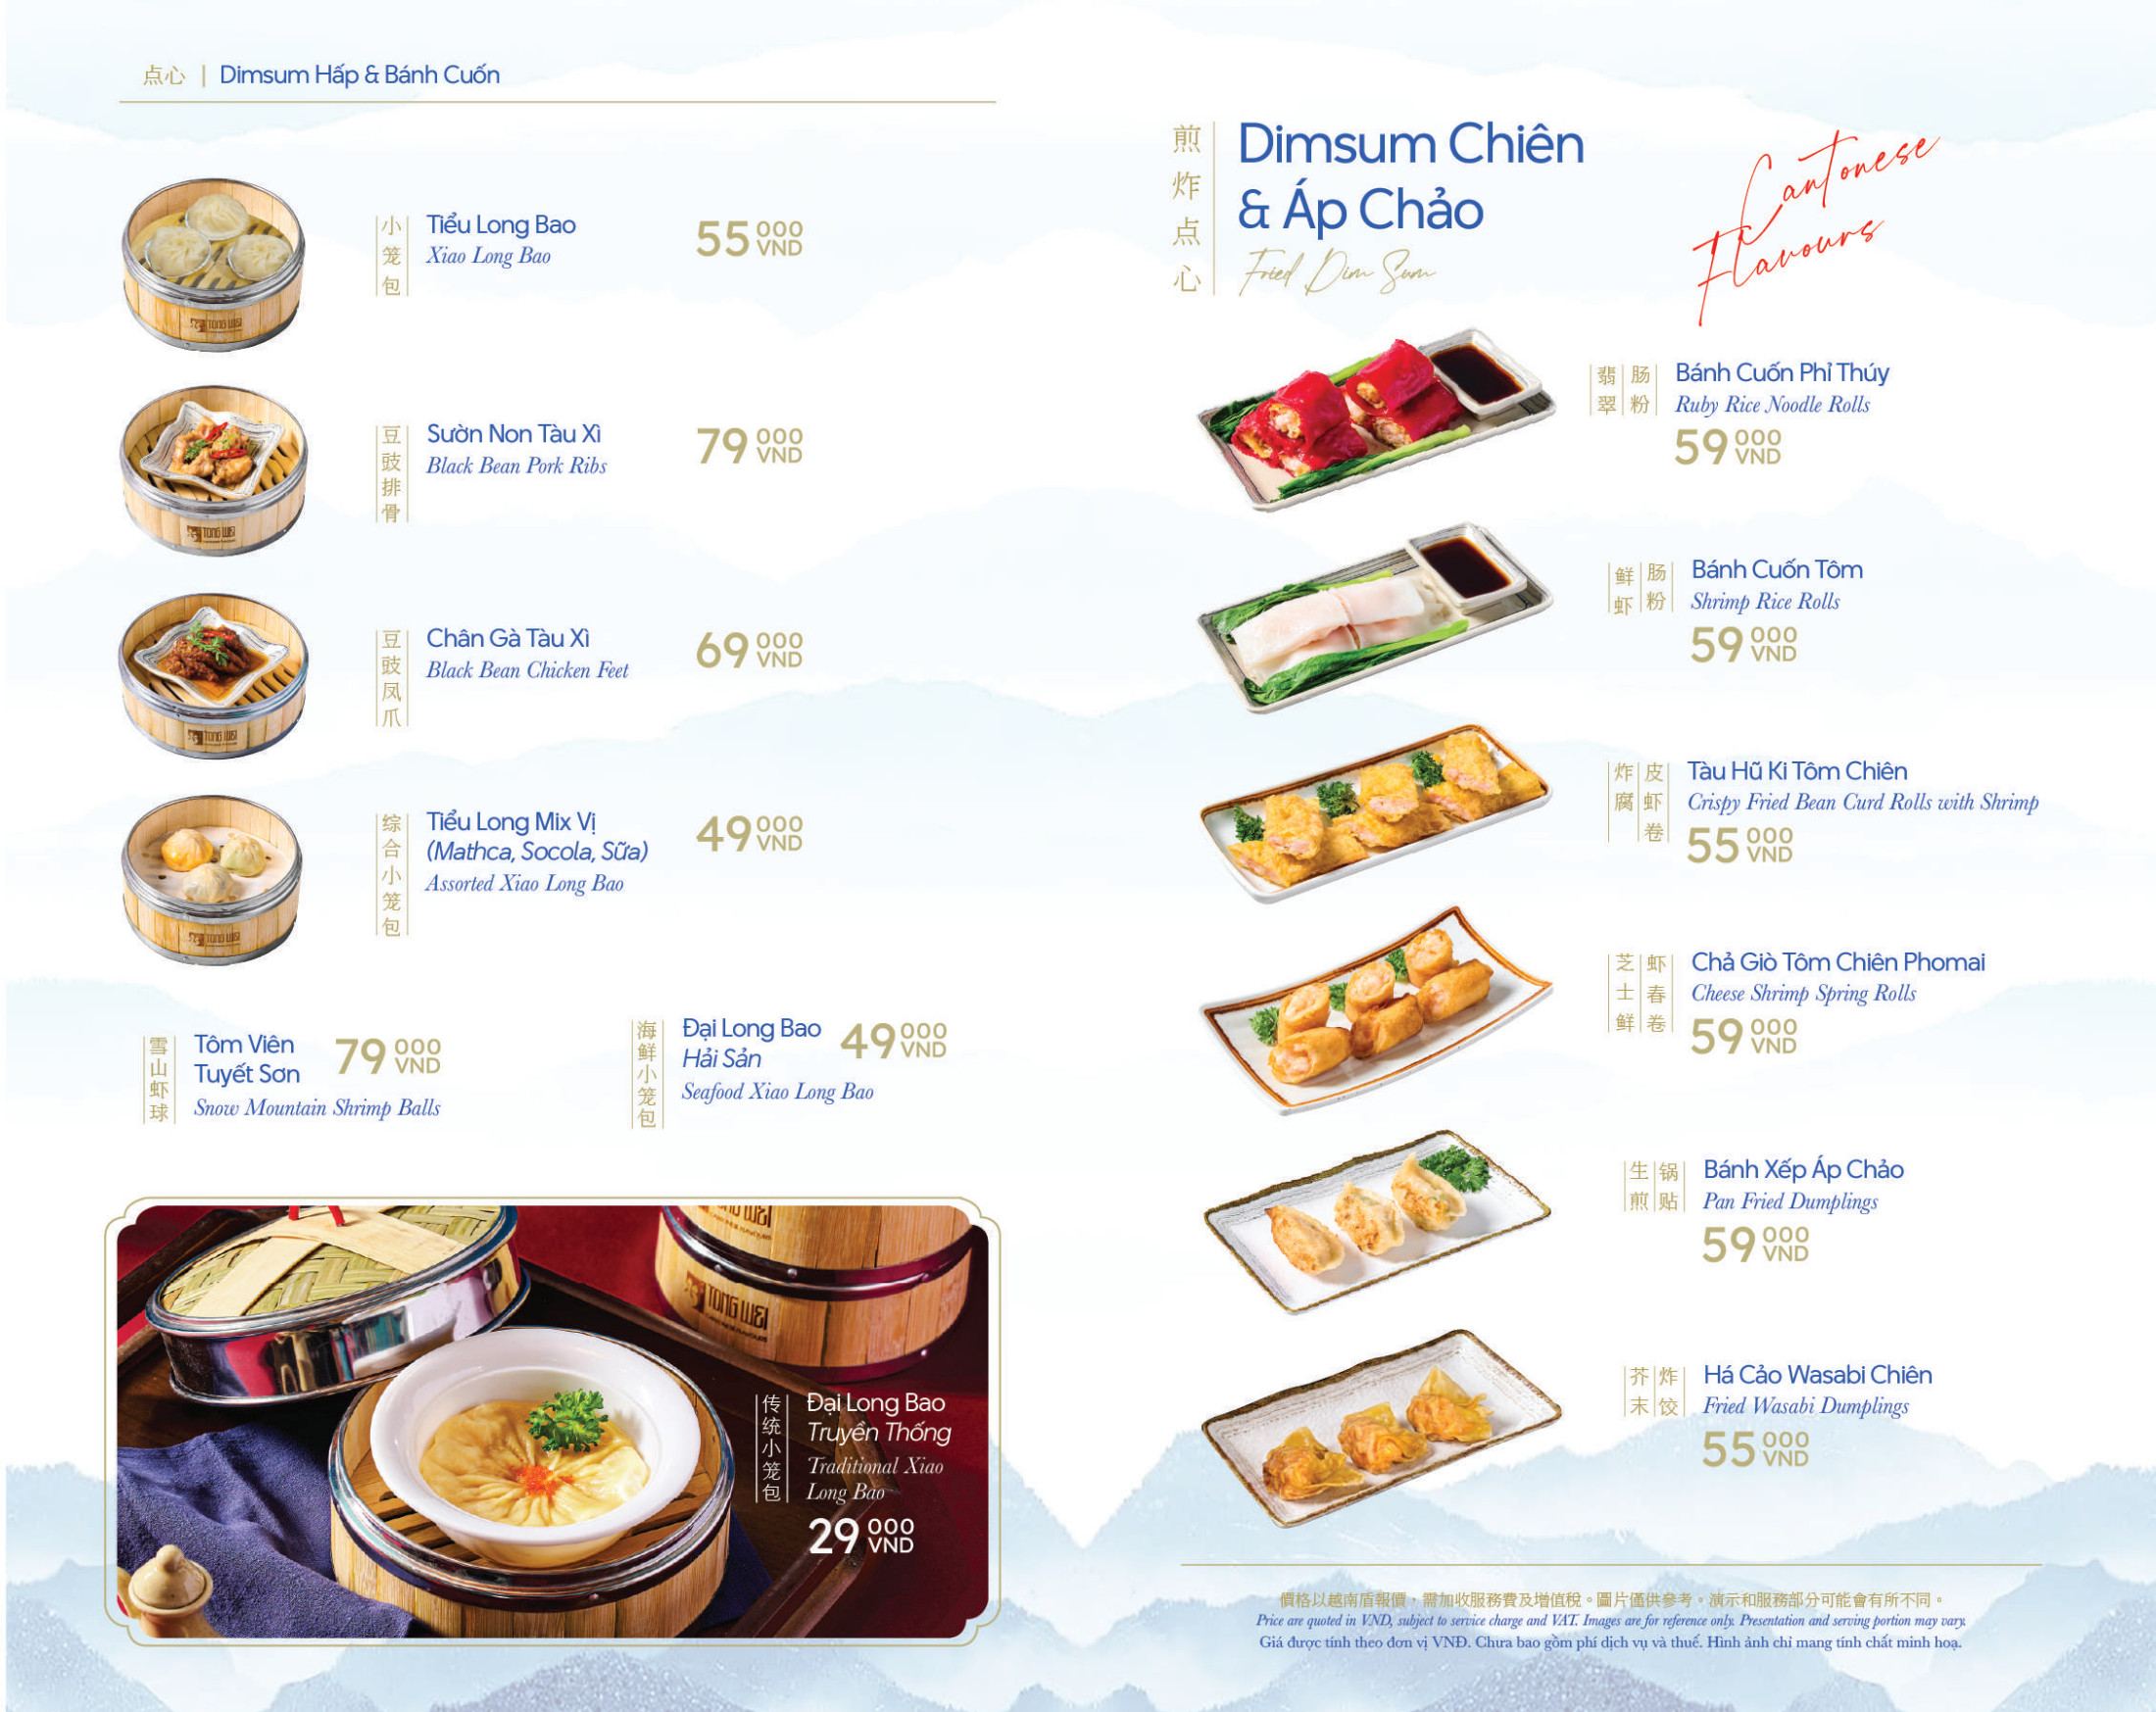 点心 | Dimsum Hấp & Bánh Cuốn
小笼包
Tiểu Long Bao
Xiao Long Bao
55 000 VND
TONG WEI
豆豉排骨
Sườn Non Tàu Xì
Black Bean Pork Ribs
79 000 VND
TONG WEI
豆豉凤爪
Chân Gà Tàu Xì
Black Bean Chicken Feet
69 000 VND
TONG WEI
综合小笼包
Tiểu Long Mix Vị
(Mathca, Socola, Sữa)
Assorted Xiao Long Bao
49 000 VND
TONG WEI
雪山虾球
Tôm Viên
Tuyết Sơn
Snow Mountain Shrimp Balls
79 000 VND
海鲜小笼包
Đại Long Bao
Hải Sản
Seafood Xiao Long Bao
49 000 VND
TONG WEI
传统小笼包
Đại Long Bao
Truyền Thống
Traditional Xiao
Long Bao
29 000 VND
煎炸点心
Dimsum Chiên
& Áp Chảo
Fried Dim Sum
Cantonese
Flavours
翡翠
肠粉
Bánh Cuốn Phỉ Thúy
Ruby Rice Noodle Rolls
59 000 VND
鲜虾
肠粉
Bánh Cuốn Tôm
Shrimp Rice Rolls
59 000 VND
炸腐
皮虾卷
Tàu Hũ Ki Tôm Chiên
Crispy Fried Bean Curd Rolls with Shrimp
55 000 VND
芝士鲜
虾春卷
Chả Giò Tôm Chiên Phomai
Cheese Shrimp Spring Rolls
59 000 VND
生煎
锅贴
Bánh Xếp Áp Chảo
Pan Fried Dumplings
59 000 VND
芥末
炸饺
Há Cảo Wasabi Chiên
Fried Wasabi Dumplings
55 000 VND
價格以越南盾報價，需加收服務費及增值稅。圖片僅供參考。演示和服務部分可能會有所不同。
Price are quoted in VND, subject to service charge and VAT. Images are for reference only. Presentation and serving portion may vary.
Giá được tính theo đơn vị VNĐ. Chưa bao gồm phí dịch vụ và thuế. Hình ảnh chỉ mang tính chất minh hoạ.